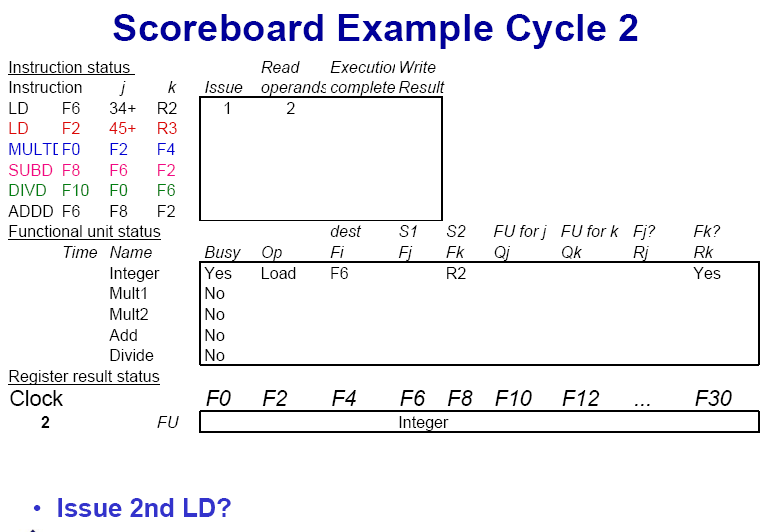 Scoreboard Example Cycle 2
Instruction status Read Executior Write
Instruction j k Issue operands complete Result
LD F6 34+ R2 1 2
LD F2 45+ R3
MULTD F0 F2 F4
SUBD F8 F6 F2
DIVD F10 F0 F6
ADDD F6 F8 F2
Functional unit status dest S1 S2 FU for j FU for k Fj? Fk?
Time Name Busy Op Fi Fj Fk Qj Qk Rj Rk
Integer Yes Load F6 R2 Yes
Mult1 No
Mult2 No
Add No
Divide No
Register result status
Clock F0 F2 F4 F6 F8 F10 F12 ... F30
2 FU Integer
• Issue 2nd LD?